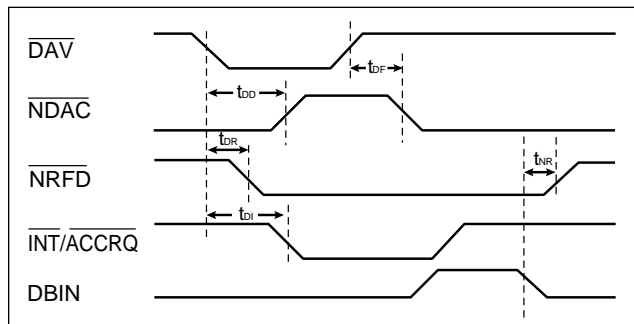 DAV
tDF
tDD
NDAC
tDR
NRFD
tNR
tDI
INT/ACCRQ
DBIN